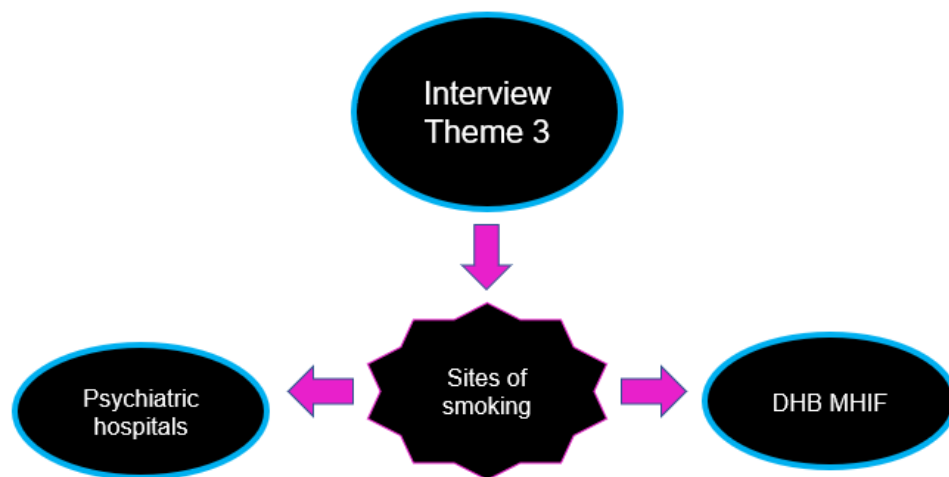 Interview
Theme 3
Psychiatric
hospitals
Sites of
smoking
DHB MHIF